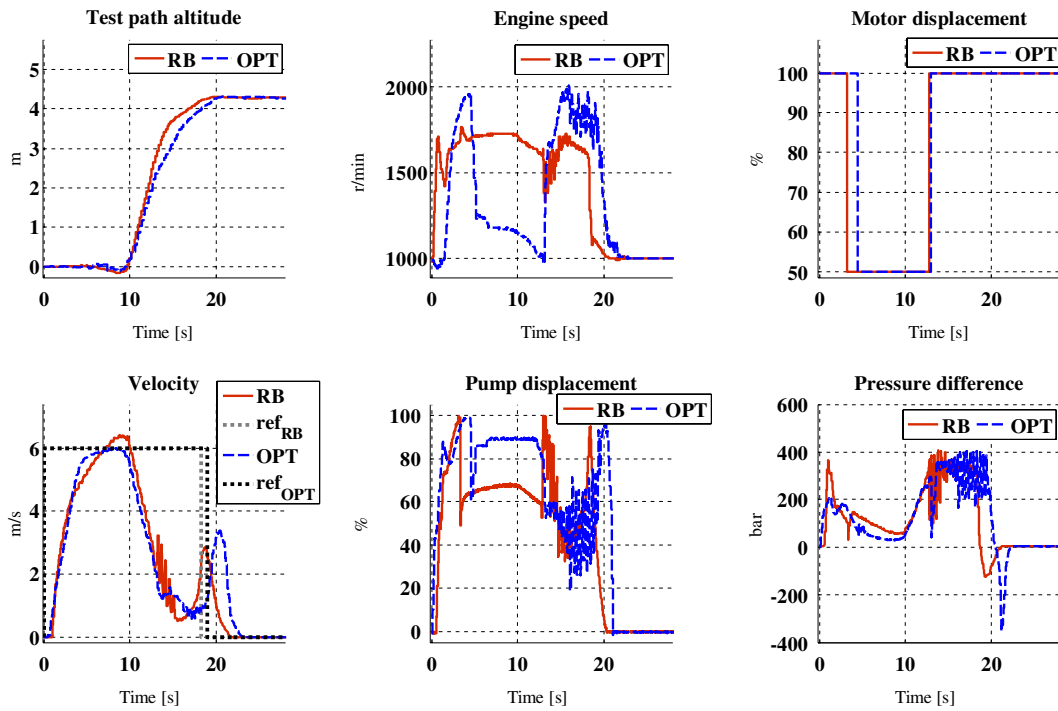 Test path altitude
RB OPT
5
4
3
2
1
0
m
0 10 20
Time [s]
Engine speed
RB OPT
2000
1500
1000
r/min
0 10 20
Time [s]
Motor displacement
RB OPT
100
90
80
70
60
50
%
0 10 20
Time [s]
Velocity
RB
ref_RB
OPT
ref_OPT
6
4
2
0
m/s
0 10 20
Time [s]
Pump displacement
RB OPT
100
80
60
40
20
0
%
0 10 20
Time [s]
Pressure difference
RB OPT
600
400
200
0
-200
-400
bar
0 10 20
Time [s]